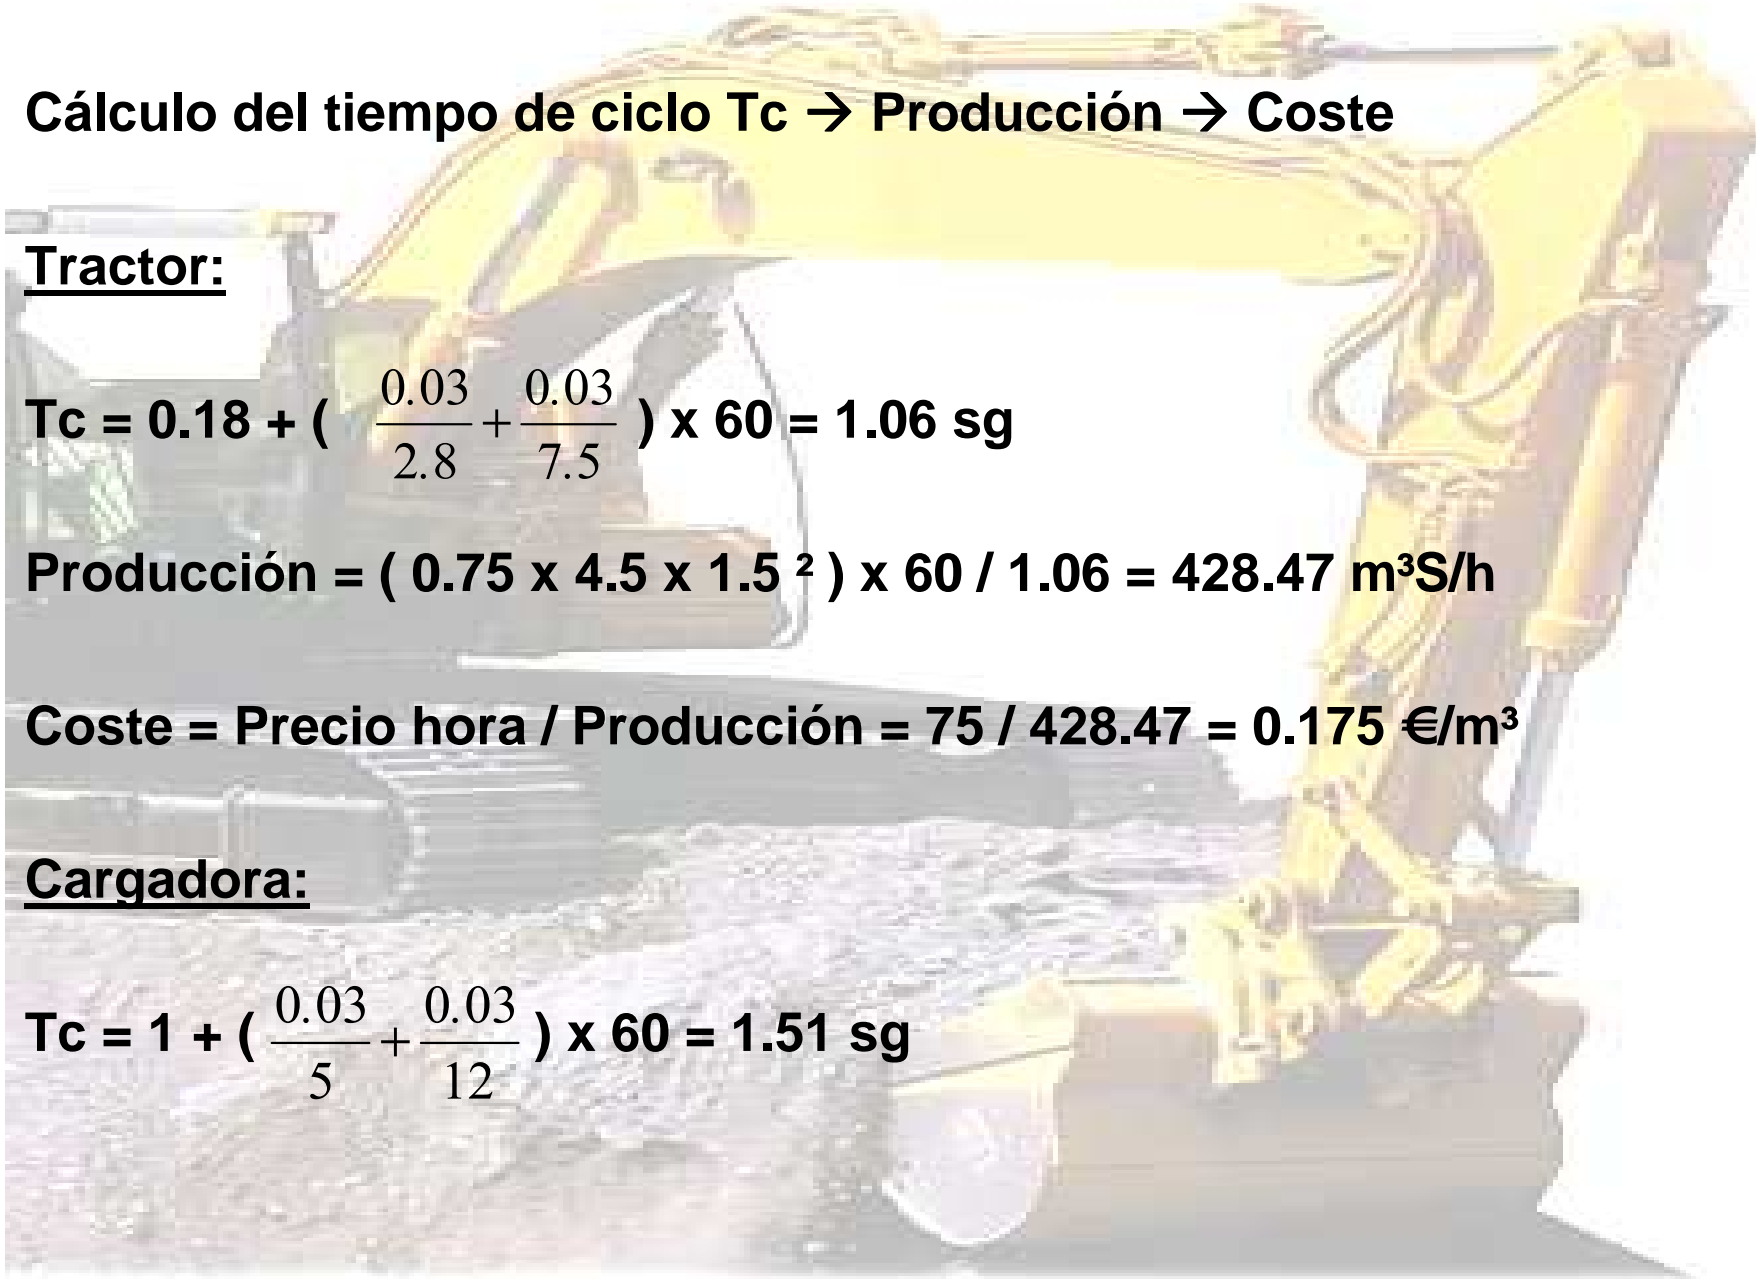 Cálculo del tiempo de ciclo Tc → Producción → Coste
Tractor:
Tc = 0.18 + ( 0.03/2.8 + 0.03/7.5 ) x 60 = 1.06 sg
Producción = ( 0.75 x 4.5 x 1.5 ² ) x 60 / 1.06 = 428.47 m³S/h
Coste = Precio hora / Producción = 75 / 428.47 = 0.175 €/m³
Cargadora:
Tc = 1 + ( 0.03/5 + 0.03/12 ) x 60 = 1.51 sg